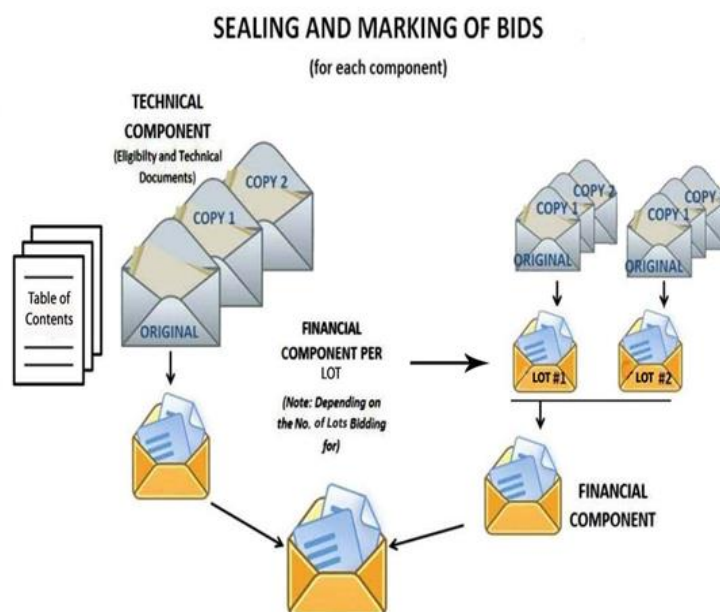 SEALING AND MARKING OF BIDS
(for each component)
TECHNICAL
COMPONENT
(Eligibilty and Technical
Documents)
COPY 2
COPY 1
ORIGINAL
Table of
Contents
FINANCIAL
COMPONENT PER
LOT
(Note: Depending on
the No. of Lots Bidding
for)
COPY 2
COPY 1
ORIGINAL
COPY
COPY 1
ORIGINAL
LOT #1
LOT #2
FINANCIAL
COMPONENT